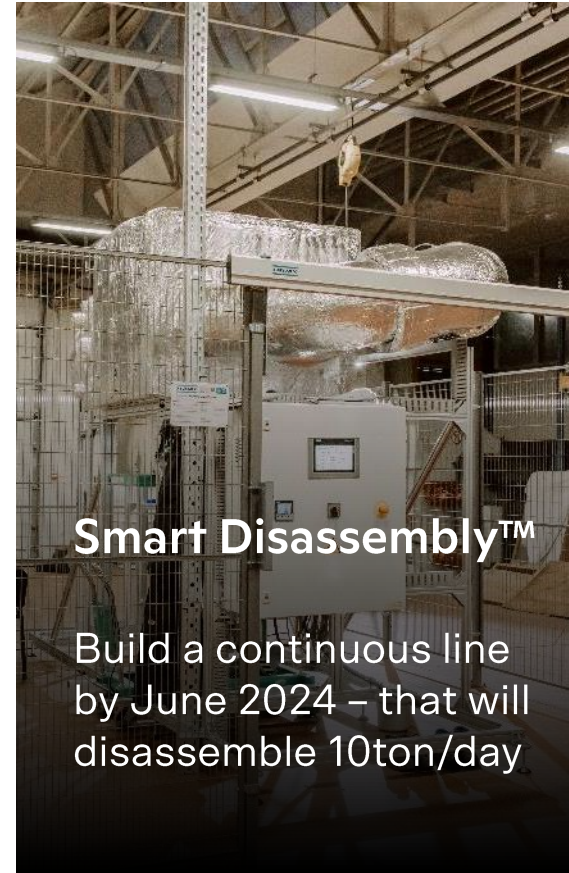 Smart Disassembly™
Build a continuous line
by June 2024 – that will
disassemble 10ton/day